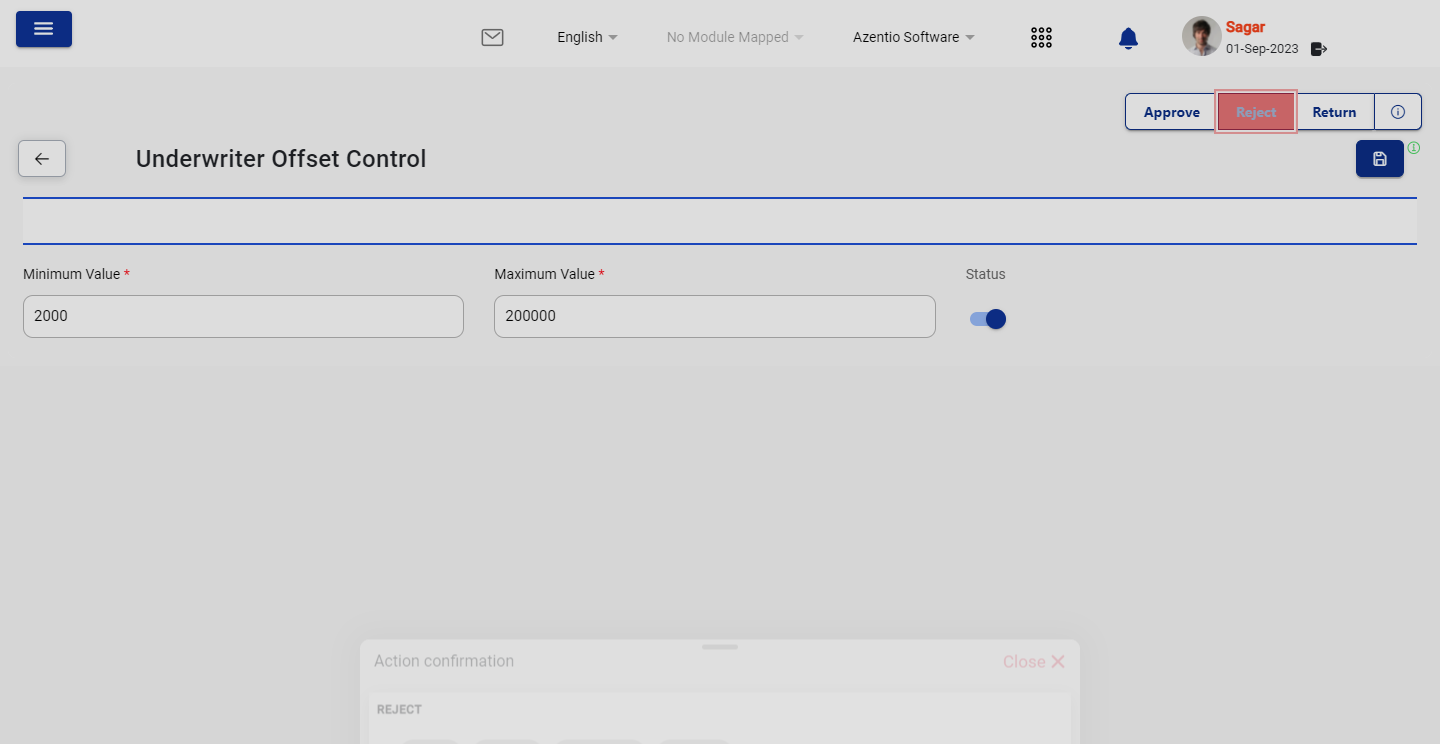 English
No Module Mapped
Azentio Software
Sagar
01-Sep-2023
Approve
Reject
Return
Underwriter Offset Control
Minimum Value *
Maximum Value *
Status
2000
200000
Action confirmation
Close
REJECT